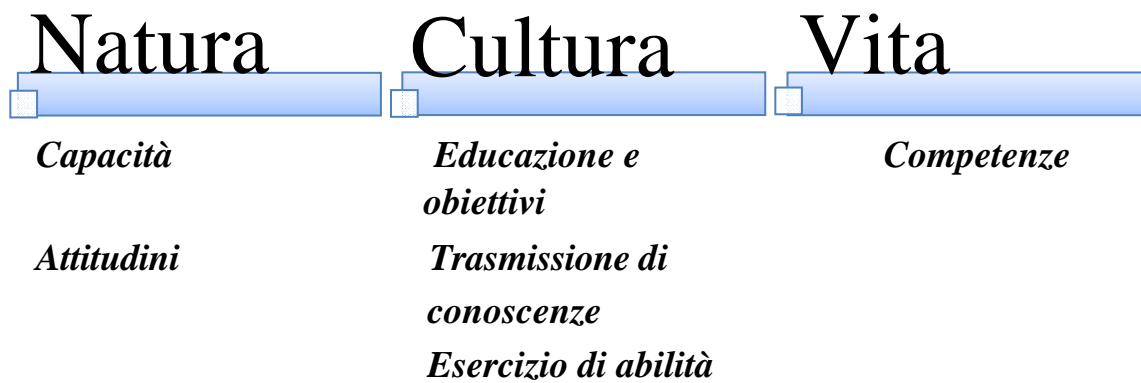 Natura Cultura Vita
Capacità Educazione e Competenze
obiettivi
Attitudini Trasmissione di
conoscenze
Esercizio di abilità